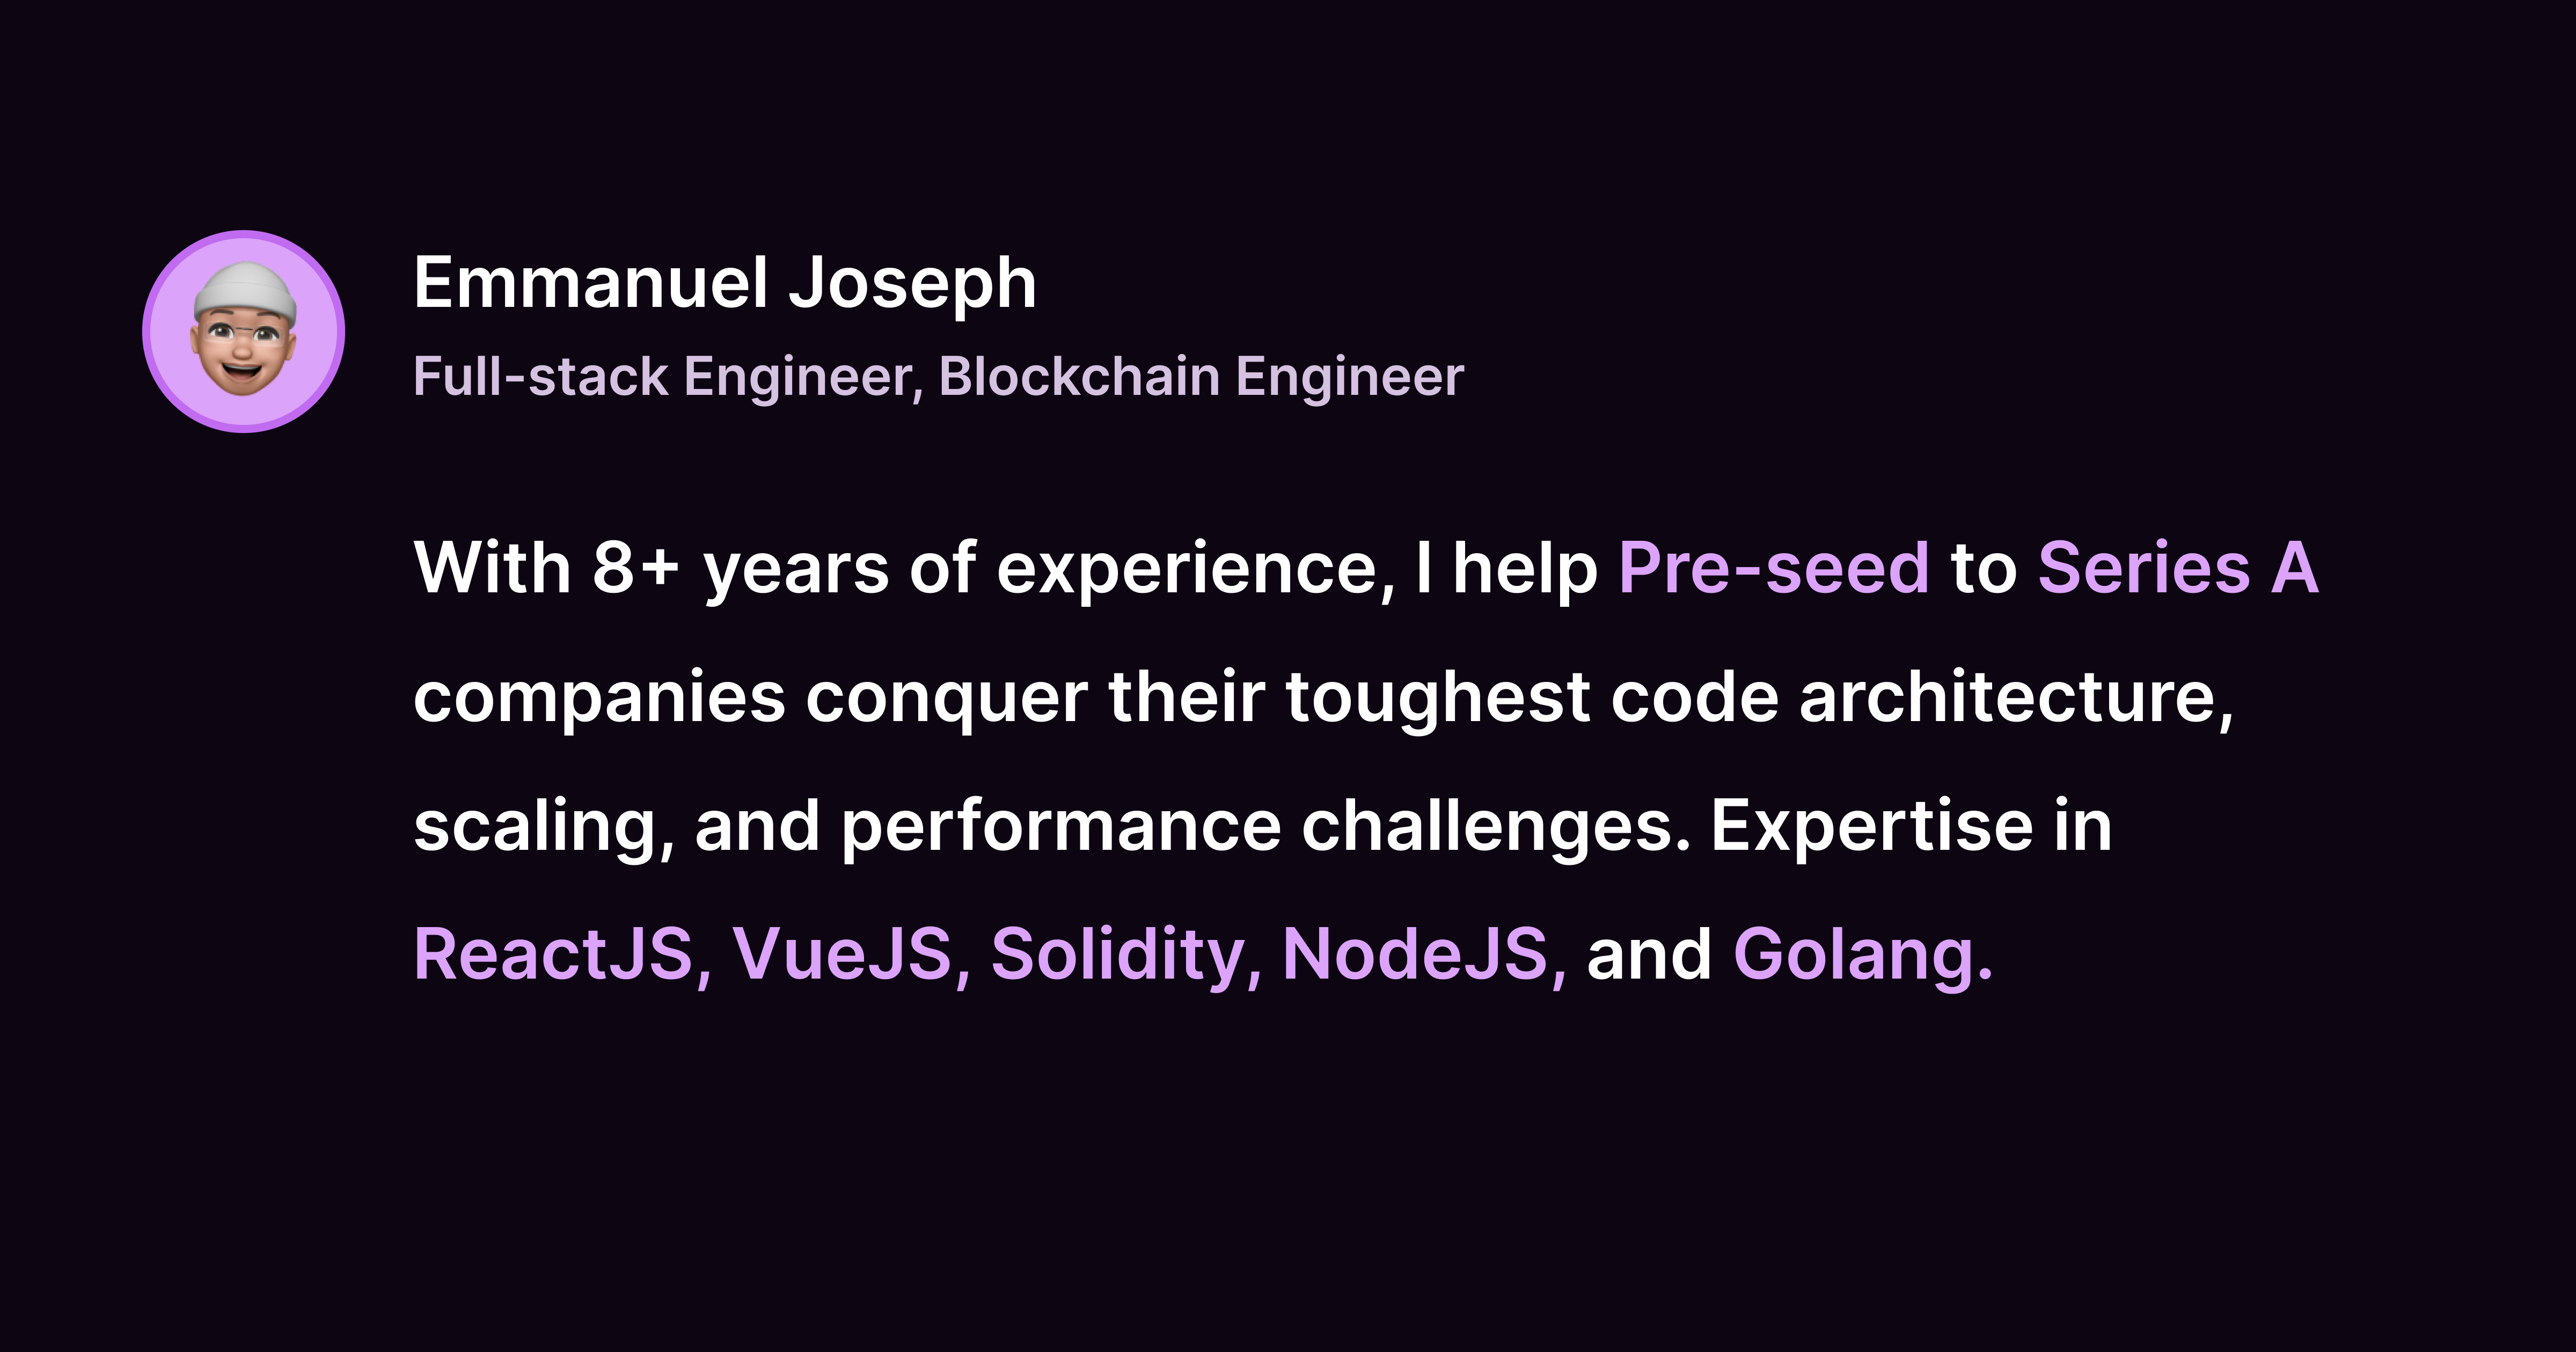 Emmanuel Joseph
Full-stack Engineer, Blockchain Engineer
With 8+ years of experience, I help Pre-seed to Series A
companies conquer their toughest code architecture,
scaling, and performance challenges. Expertise in
ReactJS, VueJS, Solidity, NodeJS, and Golang.